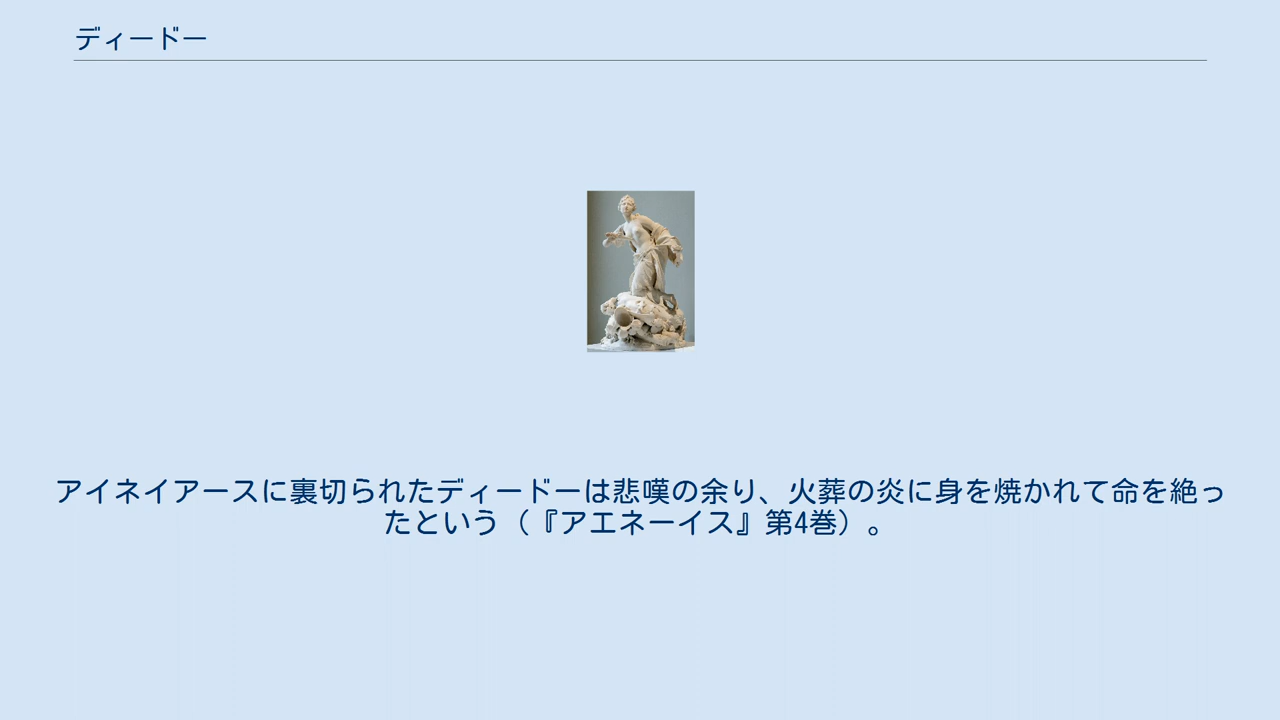 ディードー
アイネイアースに裏切られたディードーは悲嘆の余り、火葬の炎に身を焼かれて命を絶っ
たという（『アエネーイス』第4巻）。